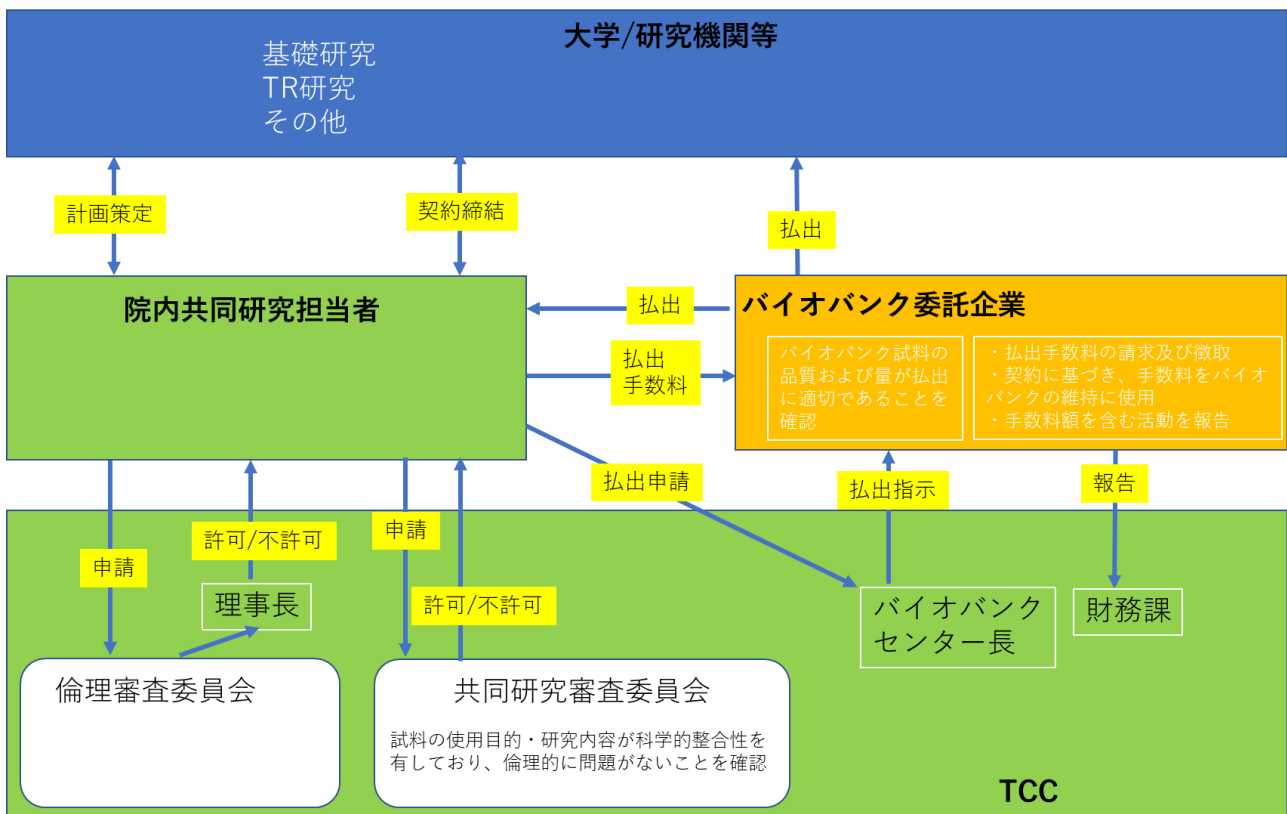 大学/研究機関等
基礎研究
TR研究
その他
計画策定
契約締結
払出
院内共同研究担当者
払出
払出
手数料
バイオバンク委託企業
バイオバンク試料の
品質および量が払出
に適切であることを
確認
・払出手数料の請求及び徴取
・契約に基づき、手数料をバイオ
バンクの維持に使用
・手数料額を含む活動を報告
払出申請
払出指示
報告
申請
許可/不許可
申請
許可/不許可
理事長
バイオバンク
センター長
財務課
倫理審査委員会
共同研究審査委員会
試料の使用目的・研究内容が科学的整合性を
有しており、倫理的に問題がないことを確認
TCC